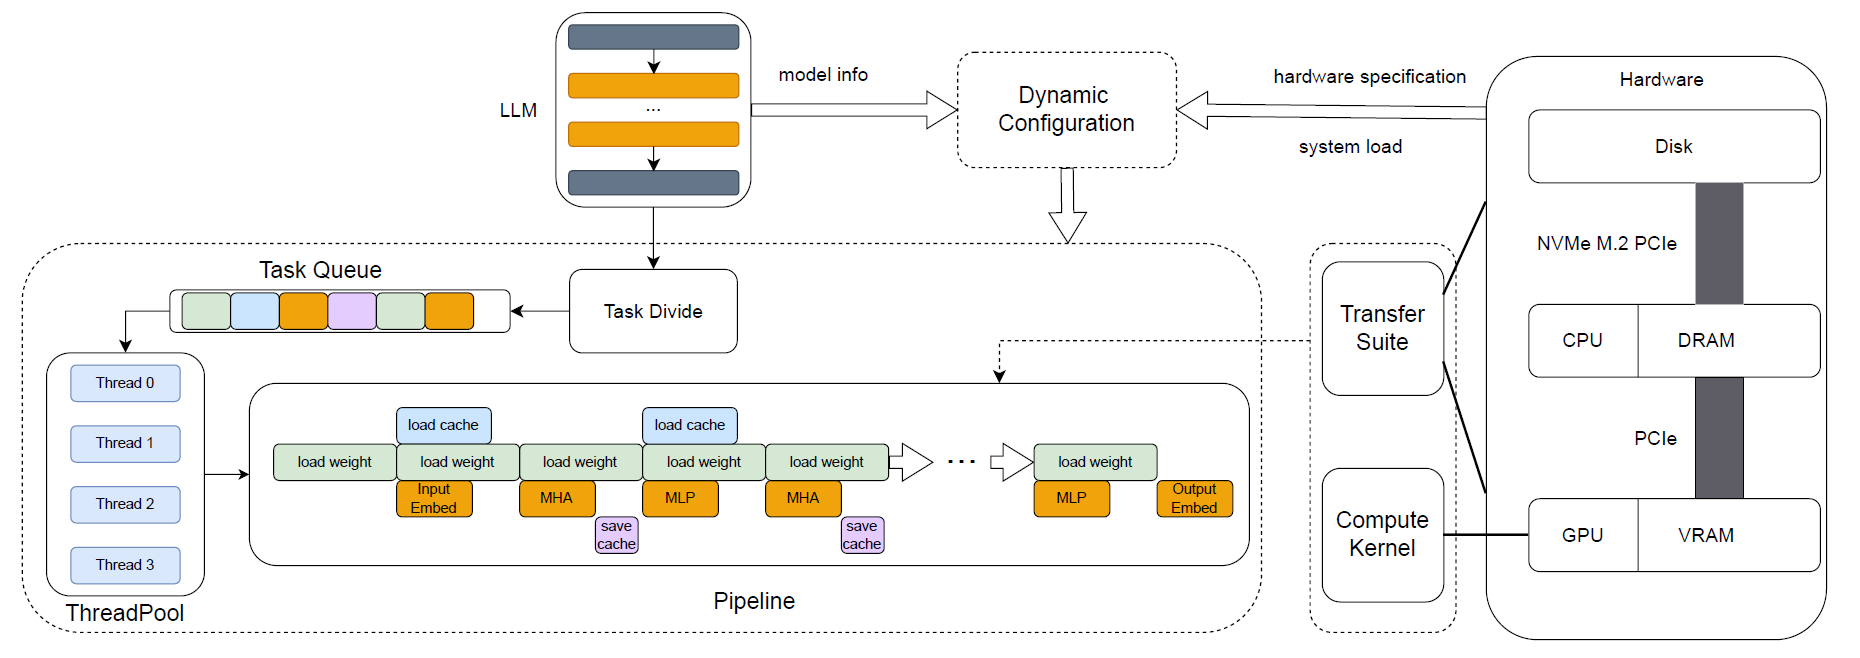 LLM
...
model info
Dynamic
Configuration
hardware specification
system load
Hardware
Disk
NVMe M.2 PCIe
CPU
DRAM
PCIe
GPU
VRAM
Transfer
Suite
Compute
Kernel
Task Queue
Task Divide
Thread 0
Thread 1
Thread 2
Thread 3
ThreadPool
load cache
load cache
load weight
load weight
load weight
load weight
load weight
...
load weight
Input
Embed
MHA
MLP
MHA
MLP
Output
Embed
save
cache
save
cache
Pipeline